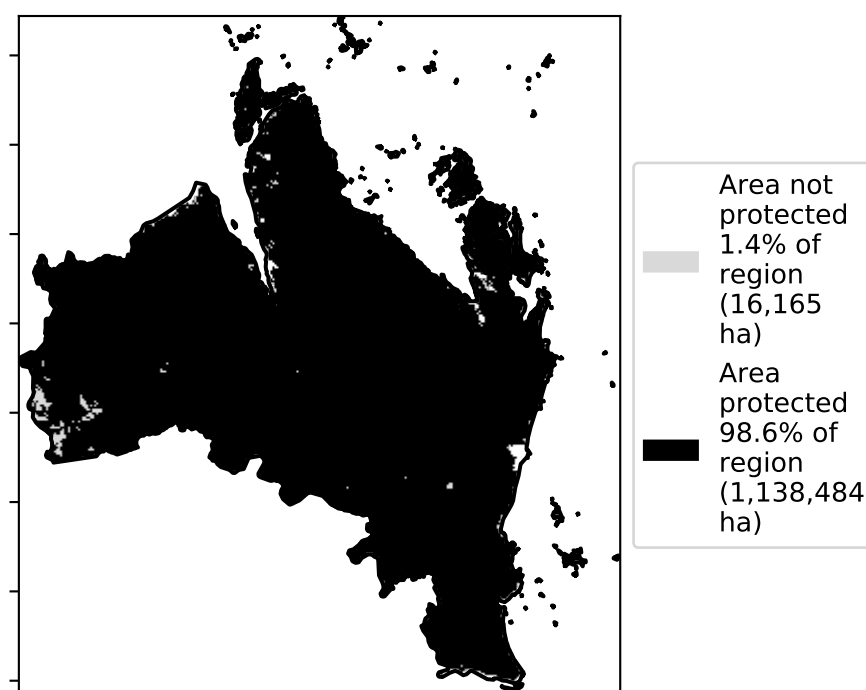 Area not
protected
1.4% of
region
(16,165
ha)
Area
protected
98.6% of
region
(1,138,484
ha)